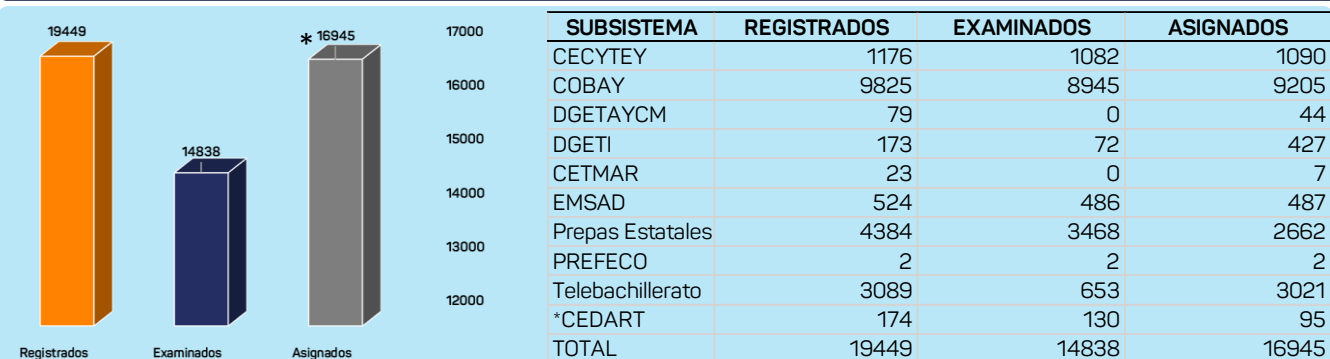 19449
14838
* 16945
17000
16000
15000
14000
13000
12000
Registrados Examinados Asignados
SUBSISTEMA REGISTRADOS EXAMINADOS ASIGNADOS
CECYTEY 1176 1082 1090
COBAY 9825 8945 9205
DGETAYCM 79 0 44
DGETI 173 72 427
CETMAR 23 0 7
EMSAD 524 486 487
Prepas Estatales 4384 3468 2662
PREFECO 2 2 2
Telebachillerato 3089 653 3021
*CEDART 174 130 95
TOTAL 19449 14838 16945